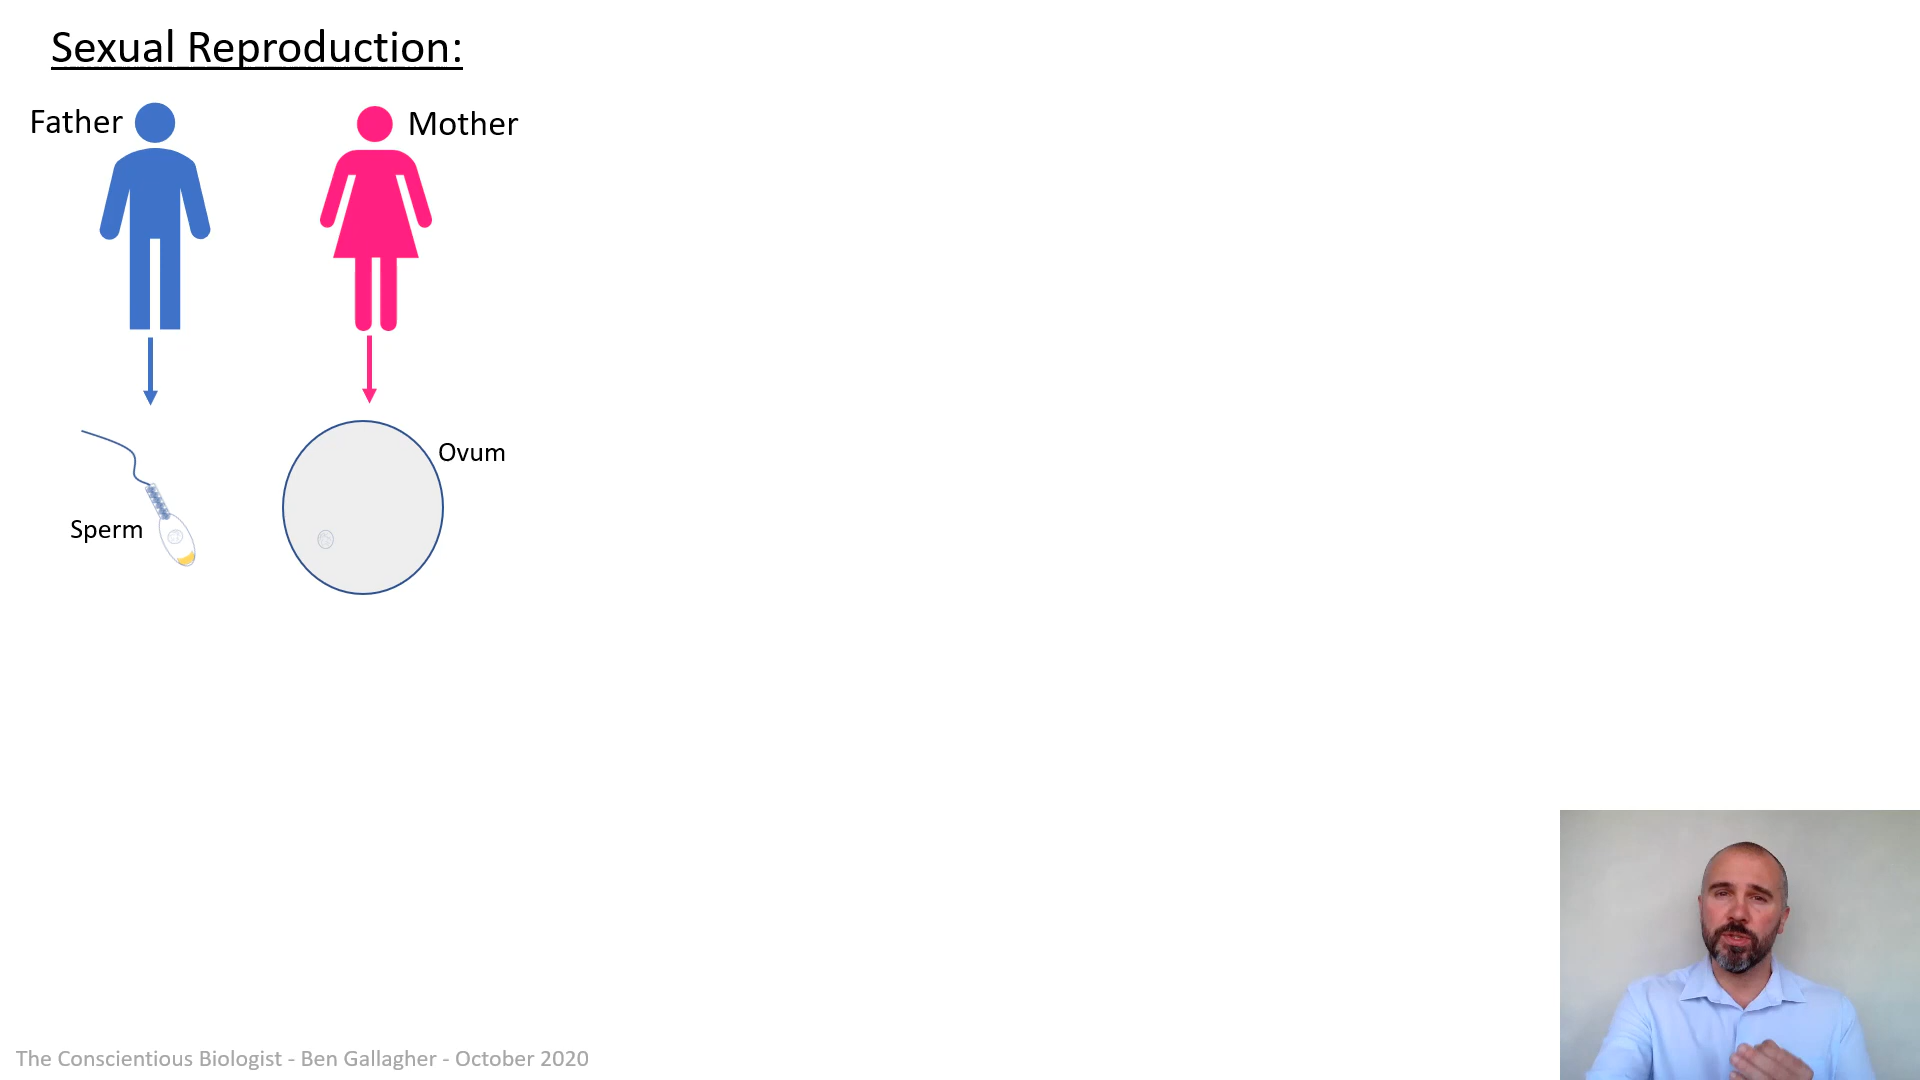 Sexual Reproduction:
Father
Mother
Ovum
Sperm
The Conscientious Biologist - Ben Gallagher - October 2020